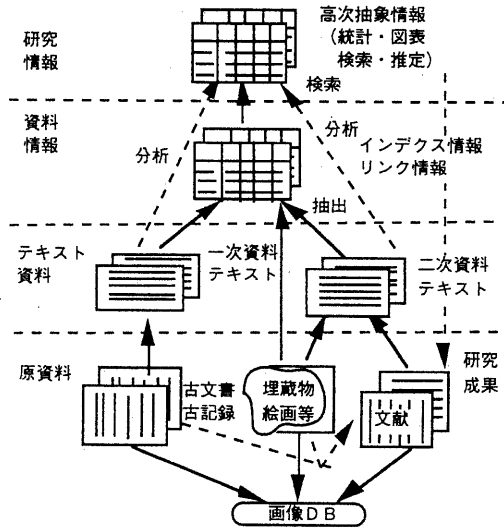 高次抽象情報
（統計・図表
検索・推定）
研究
情報
検索
資料
情報
分析
分析
インデクス情報
リンク情報
抽出
テキスト
資料
一次資料
テキスト
二次資料
テキスト
原資料
古文書
古記録
埋蔵物
絵画等
文献
研究
成果
画像ＤＢ